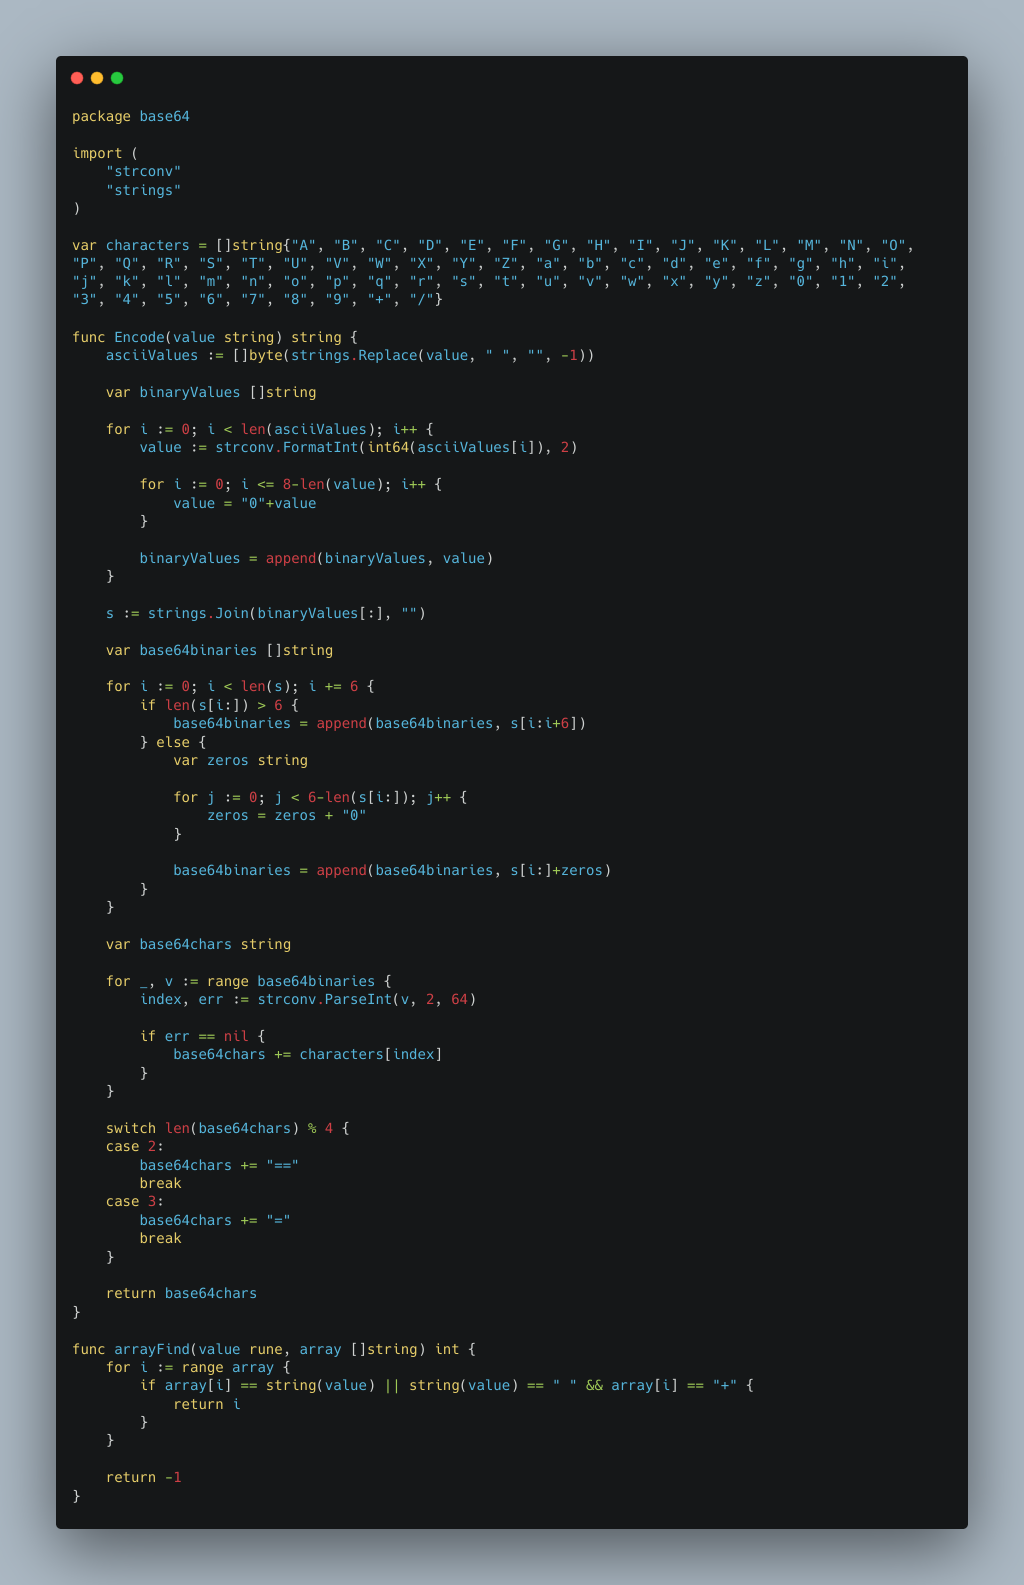 package base64

import (
    "strconv"
    "strings"
)

var characters = []string{"A", "B", "C", "D", "E", "F", "G", "H", "I", "J", "K", "L", "M", "N", "O",
"P", "Q", "R", "S", "T", "U", "V", "W", "X", "Y", "Z", "a", "b", "c", "d", "e", "f", "g", "h", "i",
"j", "k", "l", "m", "n", "o", "p", "q", "r", "s", "t", "u", "v", "w", "x", "y", "z", "0", "1", "2",
"3", "4", "5", "6", "7", "8", "9", "+", "/"}

func Encode(value string) string {
    asciiValues := []byte(strings.Replace(value, " ", "", -1))

    var binaryValues []string

    for i := 0; i < len(asciiValues); i++ {
        value := strconv.FormatInt(int64(asciiValues[i]), 2)

        for i := 0; i <= 8-len(value); i++ {
            value = "0"+value
        }

        binaryValues = append(binaryValues, value)
    }

    s := strings.Join(binaryValues[:], "")

    var base64binaries []string

    for i := 0; i < len(s); i += 6 {
        if len(s[i:]) > 6 {
            base64binaries = append(base64binaries, s[i:i+6])
        } else {
            var zeros string

            for j := 0; j < 6-len(s[i:]); j++ {
                zeros = zeros + "0"
            }

            base64binaries = append(base64binaries, s[i:]+zeros)
        }
    }

    var base64chars string

    for _, v := range base64binaries {
        index, err := strconv.ParseInt(v, 2, 64)

        if err == nil {
            base64chars += characters[index]
        }
    }

    switch len(base64chars) % 4 {
    case 2:
        base64chars += "=="
        break
    case 3:
        base64chars += "="
        break
    }

    return base64chars
}

func arrayFind(value rune, array []string) int {
    for i := range array {
        if array[i] == string(value) || string(value) == " " && array[i] == "+" {
            return i
        }
    }

    return -1
}